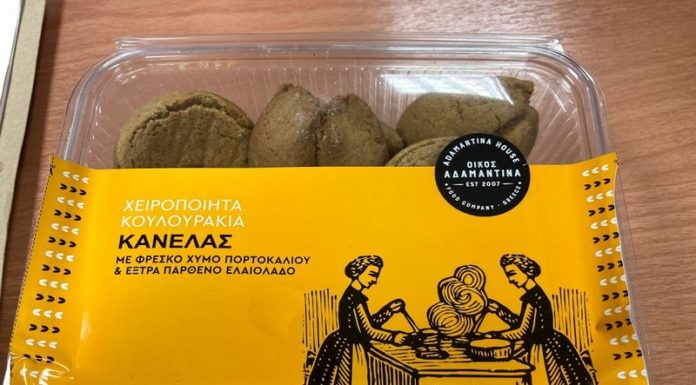 ADAMANTINA HOUSE
ΟΙΚΟΣ
ΑΔΑΜΑΝΤΙΝΑ
EST 2007
FOOD COMPANY - GREECE
ΧΕΙΡΟΠΟΙΗΤΑ
ΚΟΥΛΟΥΡΑΚΙΑ
ΚΑΝΕΛΑΣ
ΜΕ ΦΡΕΣΚΟ ΧΥΜΟ ΠΟΡΤΟΚΑΛΙΟΥ
& ΕΞΤΡΑ ΠΑΡΘΕΝΟ ΕΛΑΙΟΛΑΔΟ